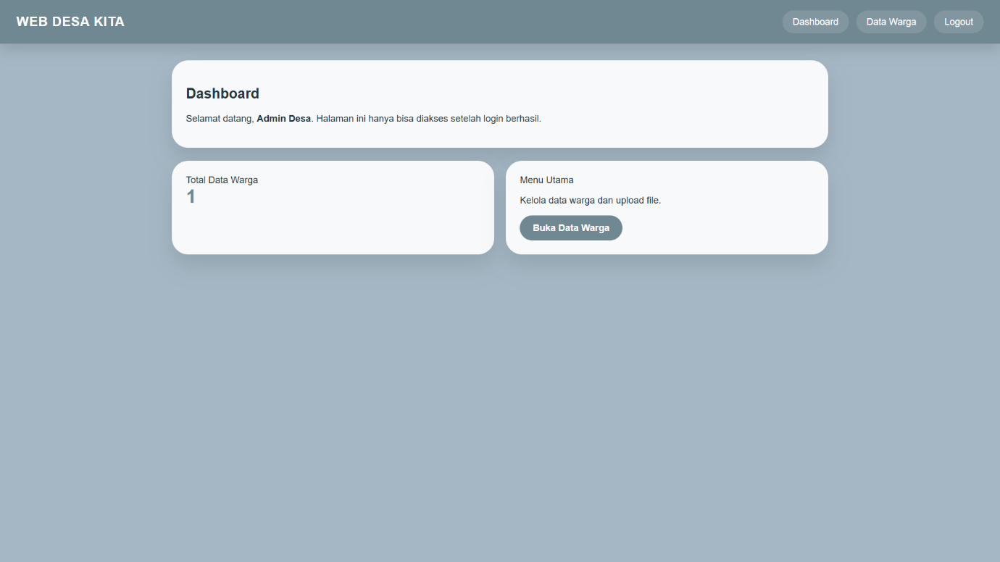 WEB DESA KITA
Dashboard
Data Warga
Logout
Dashboard
Selamat datang, Admin Desa. Halaman ini hanya bisa diakses setelah login berhasil.
Total Data Warga
1
Menu Utama
Kelola data warga dan upload file.
Buka Data Warga